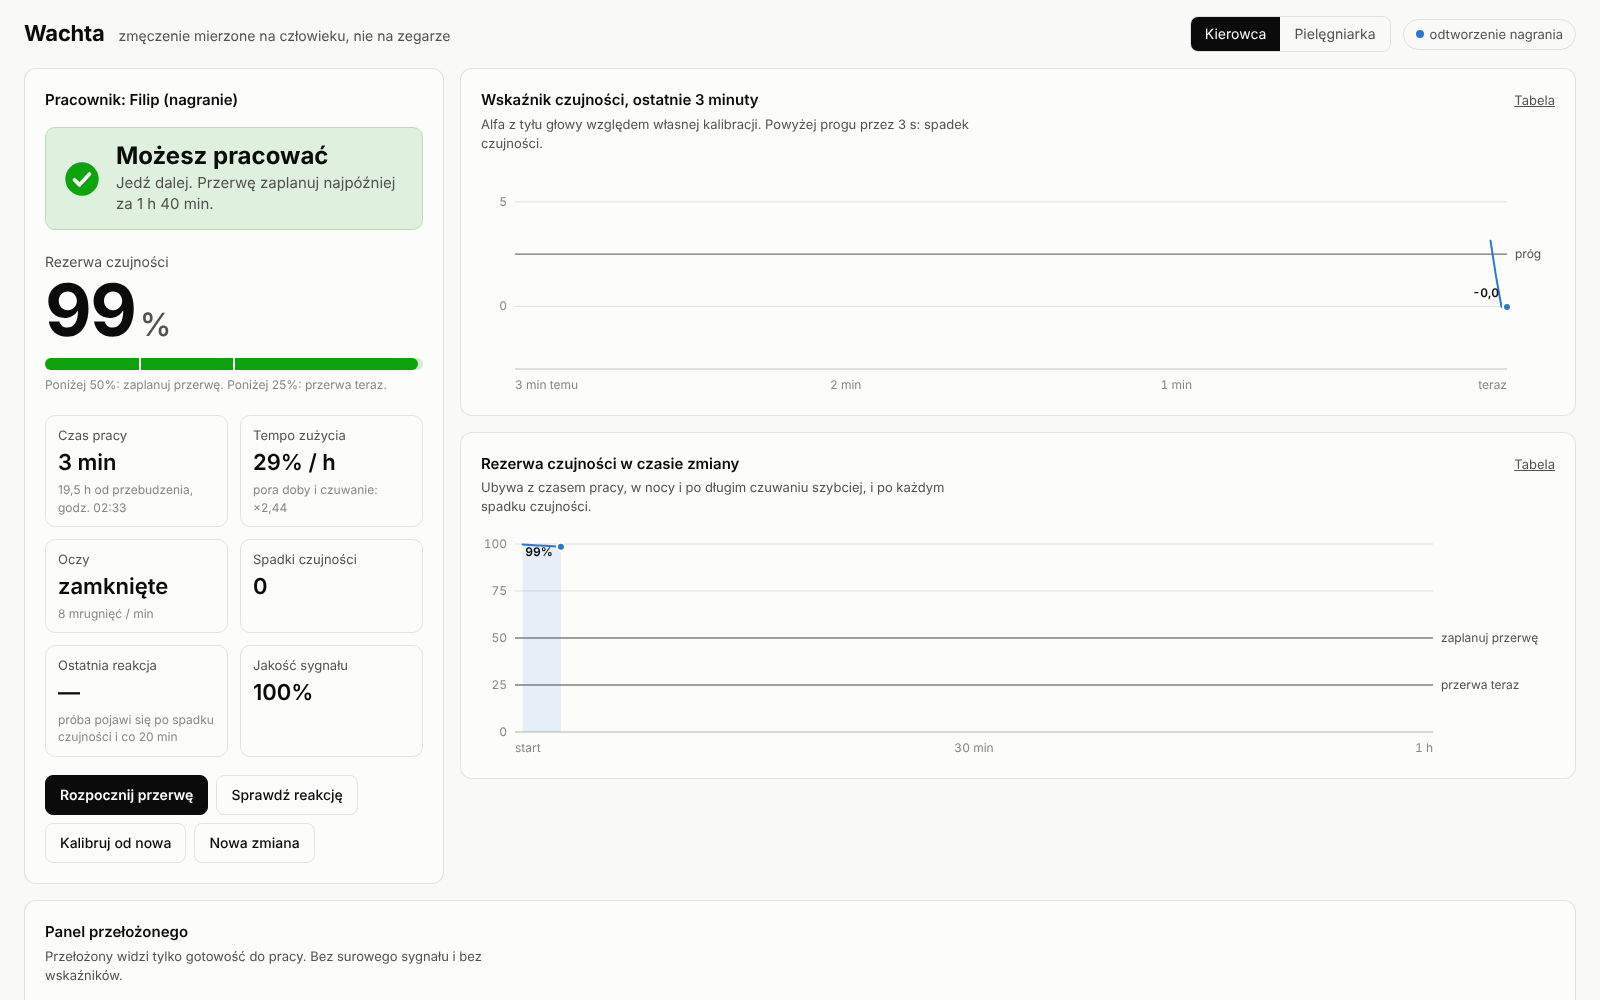 Wachta
zmęczenie mierzone na człowieku, nie na zegarze
Kierowca
Pielęgniarka
odtworzenie nagrania
Pracownik: Filip (nagranie)
Możesz pracować
Jedź dalej. Przerwę zaplanuj najpóźniej
za 1 h 40 min.
Rezerwa czujności
99 %
Poniżej 50%: zaplanuj przerwę. Poniżej 25%: przerwa teraz.
Czas pracy
3 min
19,5 h od przebudzenia,
godz. 02:33
Tempo zużycia
29% / h
pora doby i czuwanie:
×2,44
Oczy
zamknięte
8 mrugnięć / min
Spadki czujności
0
Ostatnia reakcja
—
próba pojawi się po spadku
czujności i co 20 min
Jakość sygnału
100%
Rozpocznij przerwę
Sprawdź reakcję
Kalibruj od nowa
Nowa zmiana
Wskaźnik czujności, ostatnie 3 minuty
Tabela
Alfa z tyłu głowy względem własnej kalibracji. Powyżej progu przez 3 s: spadek
czujności.
5
próg
-0,0
0
3 min temu
2 min
1 min
teraz
Rezerwa czujności w czasie zmiany
Tabela
Ubywa z czasem pracy, w nocy i po długim czuwaniu szybciej, i po każdym
spadku czujności.
100
99%
75
50
zaplanuj przerwę
25
przerwa teraz
0
start
30 min
1 h
Panel przełożonego
Przełożony widzi tylko gotowość do pracy. Bez surowego sygnału i bez
wskaźników.